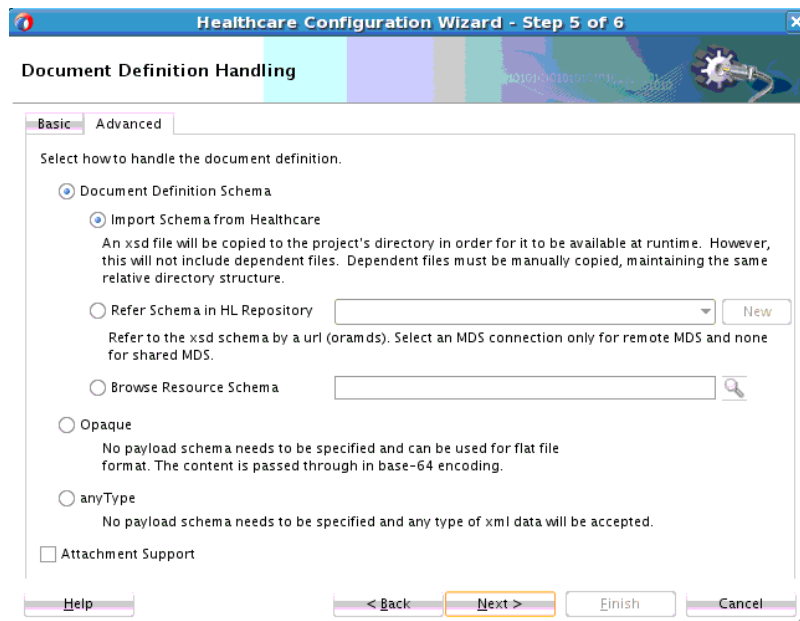 Healthcare Configuration Wizard - Step 5 of 6
Document Definition Handling
Basic
Advanced
Select how to handle the document definition.
Document Definition Schema
Import Schema from Healthcare
An xsd file will be copied to the project's directory in order for it to be available at runtime. However,
this will not include dependent files. Dependent files must be manually copied, maintaining the same
relative directory structure.
Refer Schema in HL Repository
New
Refer to the xsd schema by a url (oramds). Select an MDS connection only for remote MDS and none
for shared MDS.
Browse Resource Schema
Opaque
No payload schema needs to be specified and can be used for flat file
format. The content is passed through in base-64 encoding.
anyType
No payload schema needs to be specified and any type of xml data will be accepted.
Attachment Support
Help
< Back
Next >
Finish
Cancel